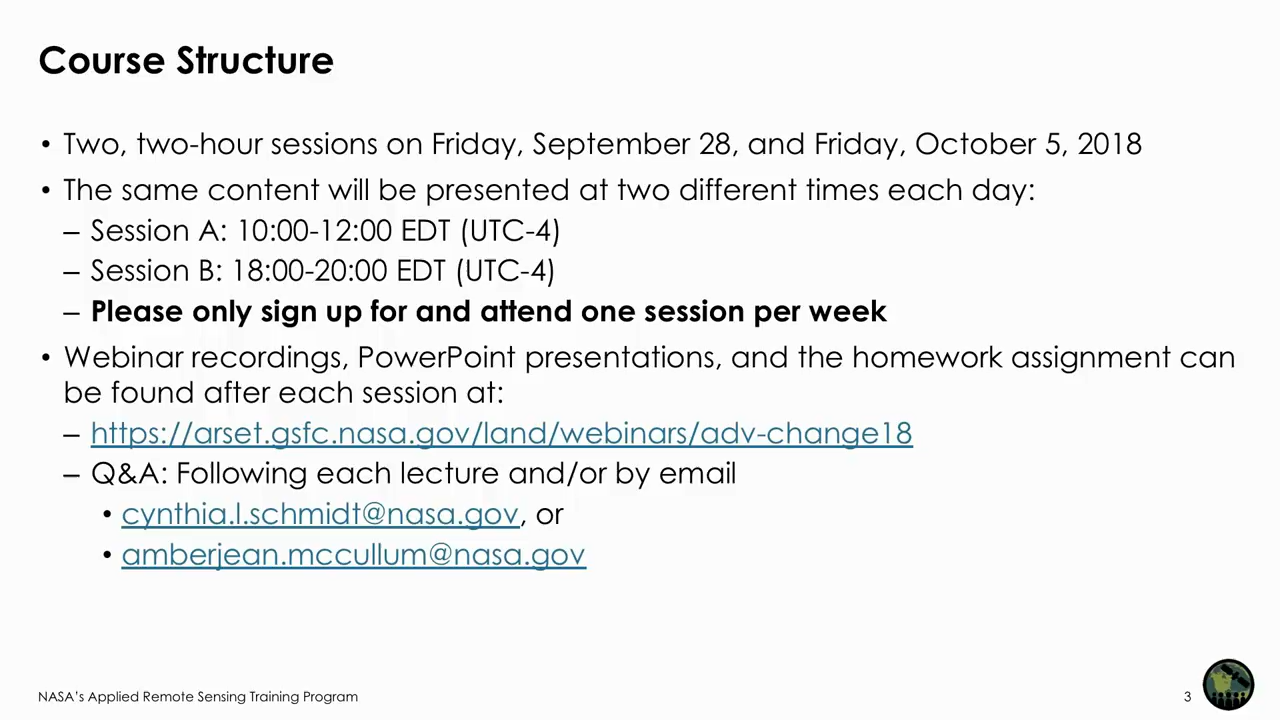 Course Structure
• Two, two-hour sessions on Friday, September 28, and Friday, October 5, 2018
• The same content will be presented at two different times each day:
– Session A: 10:00-12:00 EDT (UTC-4)
– Session B: 18:00-20:00 EDT (UTC-4)
– Please only sign up for and attend one session per week
• Webinar recordings, PowerPoint presentations, and the homework assignment can
be found after each session at:
– https://arset.gsfc.nasa.gov/land/webinars/adv-change18
– Q&A: Following each lecture and/or by email
• cynthia.l.schmidt@nasa.gov, or
• amberjean.mccullum@nasa.gov
NASA's Applied Remote Sensing Training Program
3